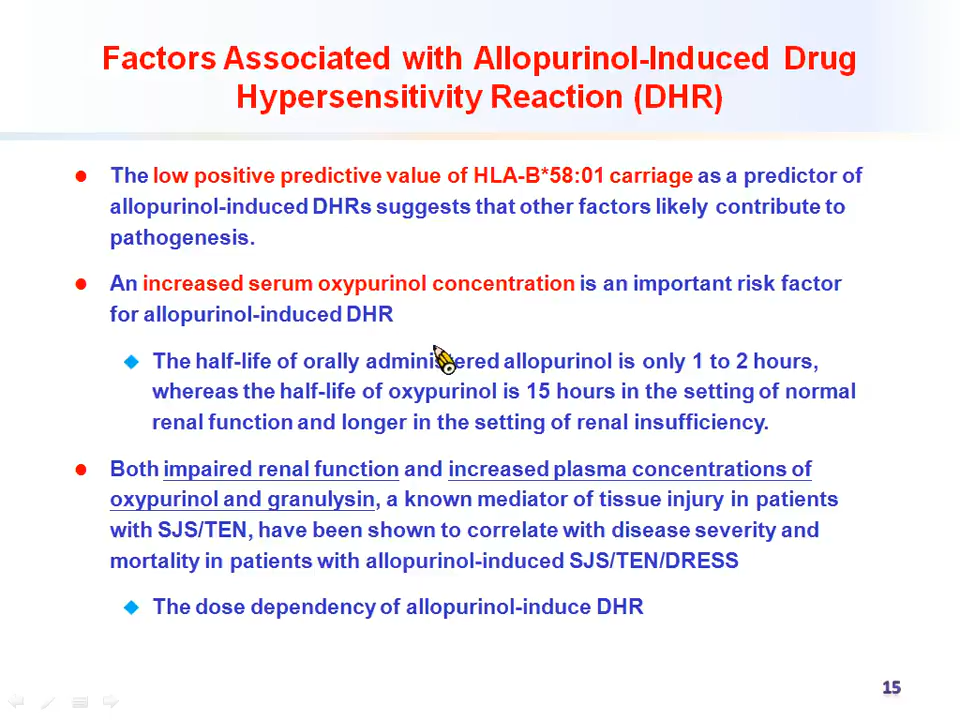 Factors Associated with Allopurinol-Induced Drug
Hypersensitivity Reaction (DHR)
The low positive predictive value of HLA-B*58:01 carriage as a predictor of
allopurinol-induced DHRs suggests that other factors likely contribute to
pathogenesis.
An increased serum oxypurinol concentration is an important risk factor
for allopurinol-induced DHR
The half-life of orally administered allopurinol is only 1 to 2 hours,
whereas the half-life of oxypurinol is 15 hours in the setting of normal
renal function and longer in the setting of renal insufficiency.
Both impaired renal function and increased plasma concentrations of
oxypurinol and granulysin, a known mediator of tissue injury in patients
with SJS/TEN, have been shown to correlate with disease severity and
mortality in patients with allopurinol-induced SJS/TEN/DRESS
The dose dependency of allopurinol-induce DHR
15